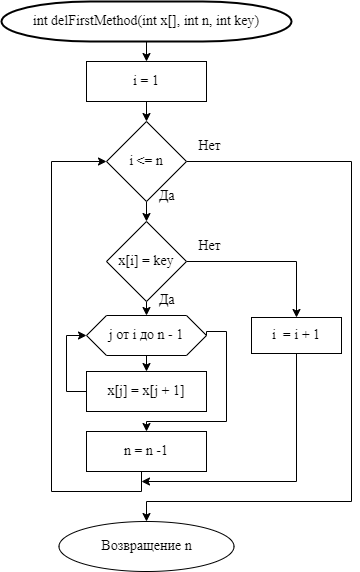 int delFirstMethod(int x[], int n, int key)
i = 1
i <= n
Нет
Да
x[i] = key
Нет
Да
j от i до n - 1
i = i + 1
x[j] = x[j + 1]
n = n -1
Возвращение n